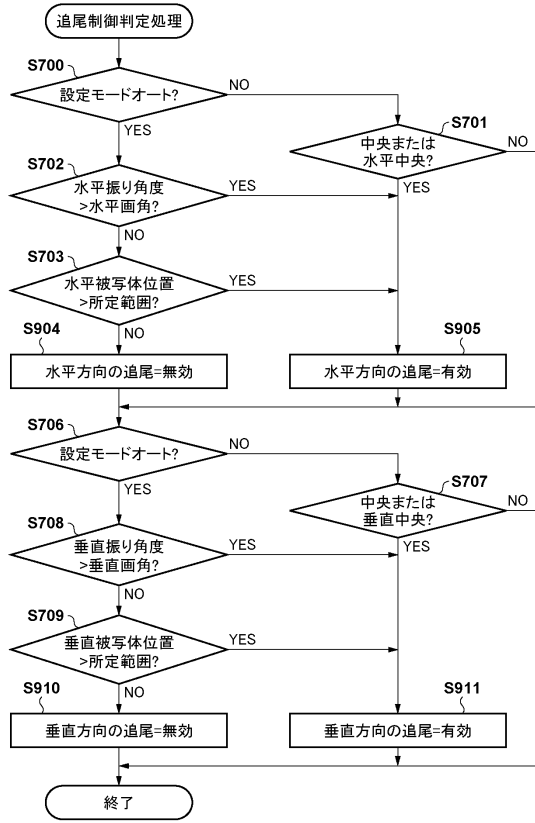 追尾制御判定処理
S700
設定モードオート?
NO
YES
S701
中央または
水平中央?
NO
YES
S702
水平振り角度
>水平画角?
YES
NO
S703
水平被写体位置
>所定範囲?
YES
NO
S904
水平方向の追尾=無効
S905
水平方向の追尾=有効
S706
設定モードオート?
NO
YES
S707
中央または
垂直中央?
NO
YES
S708
垂直振り角度
>垂直画角?
YES
NO
S709
垂直被写体位置
>所定範囲?
YES
NO
S910
垂直方向の追尾=無効
S911
垂直方向の追尾=有効
終了